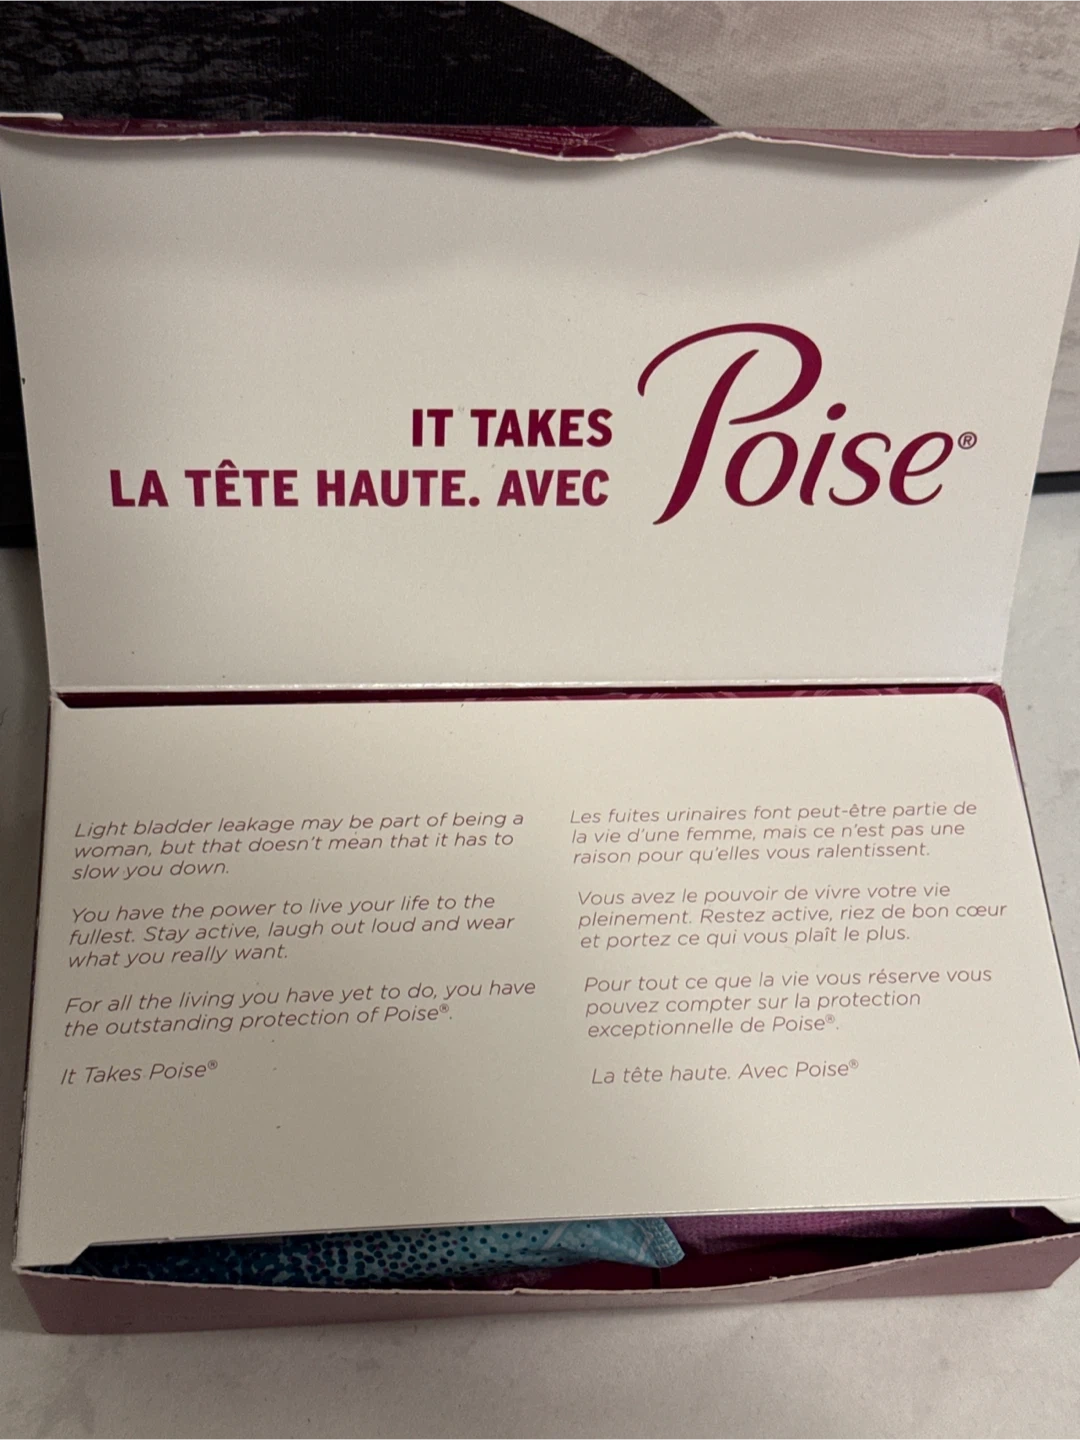 IT TAKES
LA TÊTE HAUTE. AVEC
Poise®
Light bladder leakage may be part of being a
woman, but that doesn't mean that it has to
slow you down.
You have the power to live your life to the
fullest. Stay active, laugh out loud and wear
what you really want.
For all the living you have yet to do, you have
the outstanding protection of Poise®.
It Takes Poise®
Les fuites urinaires font peut-être partie de
la vie d'une femme, mais ce n'est pas une
raison pour qu'elles vous ralentissent.
Vous avez le pouvoir de vivre votre vie
pleinement. Restez active, riez de bon cœur
et portez ce qui vous plaît le plus.
Pour tout ce que la vie vous réserve vous
pouvez compter sur la protection
exceptionnelle de Poise®.
La tête haute. Avec Poise®